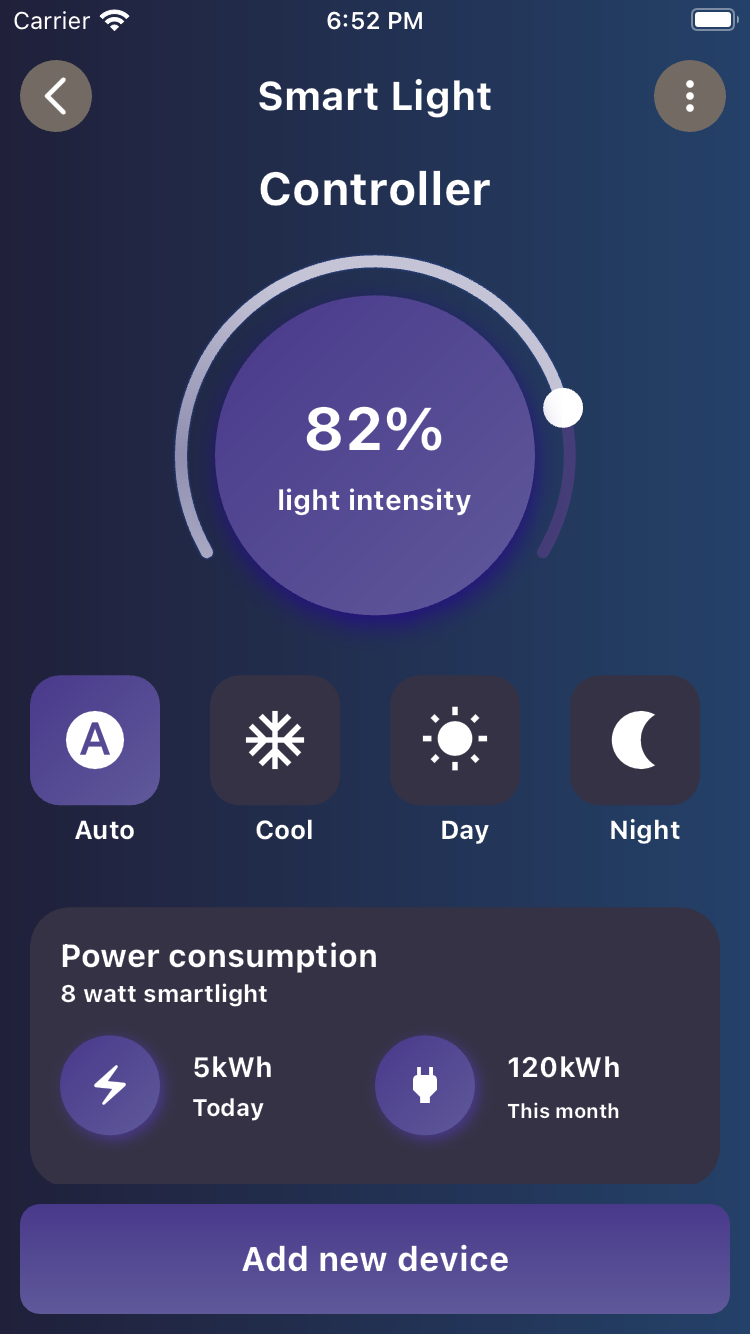 Carrier 6:52 PM
Smart Light
Controller
82%
light intensity
A
Auto Cool Day Night
Power consumption
8 watt smartlight
5kWh 120kWh
Today This month
Add new device